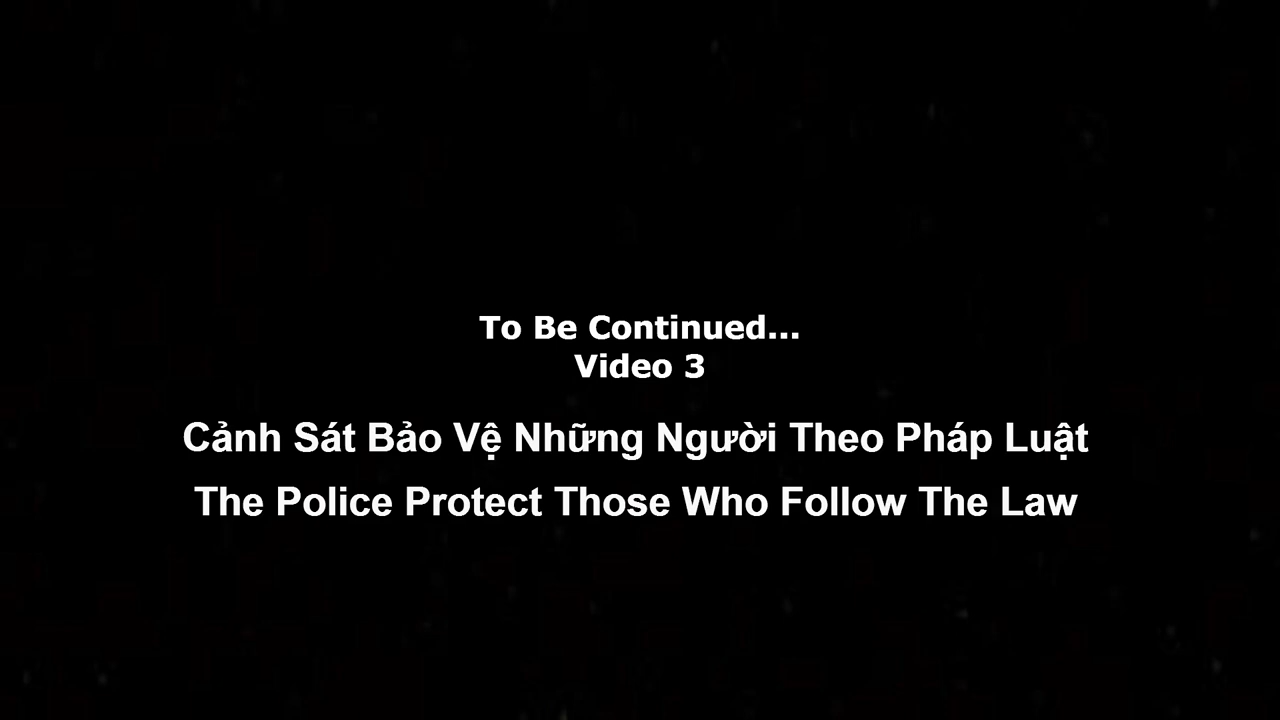 To Be Continued...
Video 3
Cảnh Sát Bảo Vệ Những Người Theo Pháp Luật
The Police Protect Those Who Follow The Law